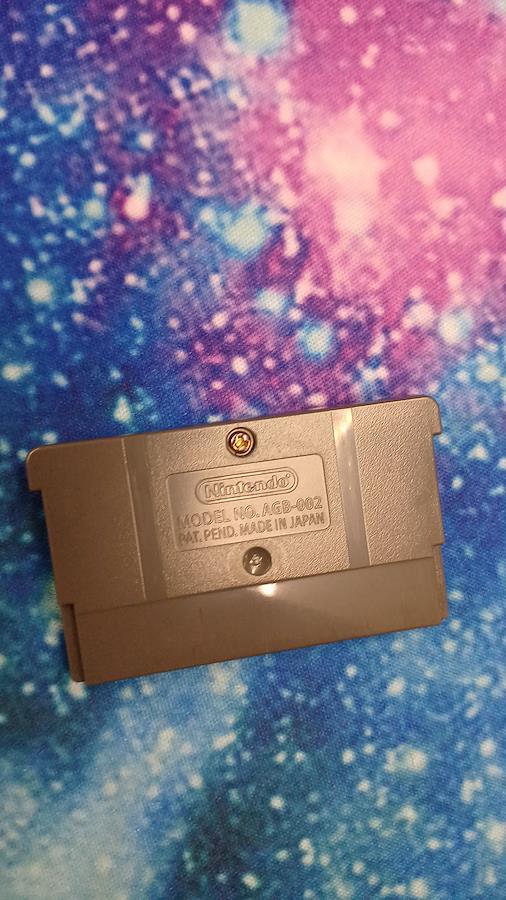 Nintendo®
MODEL NO. AGB-002
PAT. PEND. MADE IN JAPAN